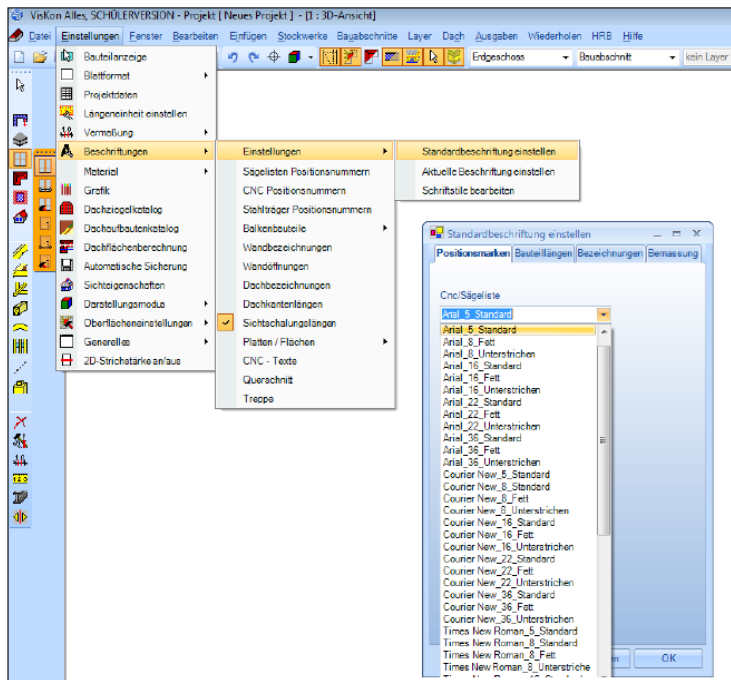 VisKon Alles, SCHÜLERVERSION - Projekt [ Neues Projekt ] - [1 : 3D-Ansicht]
Datei Einstellungen Fenster Bearbeiten Einfügen Stockwerke Bauabschnitte Layer Dach Ausgaben Wiederholen HRB Hilfe
Erdgeschoss Bauabschnitt kein Layer
Bauteilanzeige
Blattformat
Projektdaten
Längeneinheit einstellen
Vermaßung
Beschriftungen
Material
Grafik
Dachziegelkatalog
Dachaufbautenkatalog
Dachflächenberechnung
Automatische Sicherung
Sichteigenschaften
Darstellungsmodus
Oberflächeneinstellungen
Generelles
2D-Strichstärke an/aus
Einstellungen
Sägelisten Positionsnummern
CNC Positionsnummern
Stahlträger Positionsnummern
Balkenbauteile
Wandbezeichnungen
Wandöffnungen
Dachbezeichnungen
Dachkantenlängen
Sichtschalungslängen
Platten / Flächen
CNC - Texte
Querschnitt
Treppe
Standardbeschriftung einstellen
Aktuelle Beschriftung einstellen
Schriftstile bearbeiten
Standardbeschriftung einstellen
Positionsmarken Bauteillängen Bezeichnungen Bemassung
Cnc/Sägeliste
Arial_5_Standard
Arial_5_Standard
Arial_8_Fett
Arial_8_Unterstrichen
Arial_16_Standard
Arial_16_Fett
Arial_16_Unterstrichen
Arial_22_Standard
Arial_22_Fett
Arial_22_Unterstrichen
Arial_36_Standard
Arial_36_Fett
Arial_36_Unterstrichen
Courier New_5_Standard
Courier New_8_Standard
Courier New_8_Fett
Courier New_8_Unterstrichen
Courier New_16_Standard
Courier New_16_Fett
Courier New_16_Unterstrichen
Courier New_22_Standard
Courier New_22_Fett
Courier New_22_Unterstrichen
Courier New_36_Standard
Courier New_36_Fett
Courier New_36_Unterstrichen
Times New Roman_5_Standard
Times New Roman_8_Standard
Times New Roman_8_Fett
Times New Roman_8_Unterstriche
OK